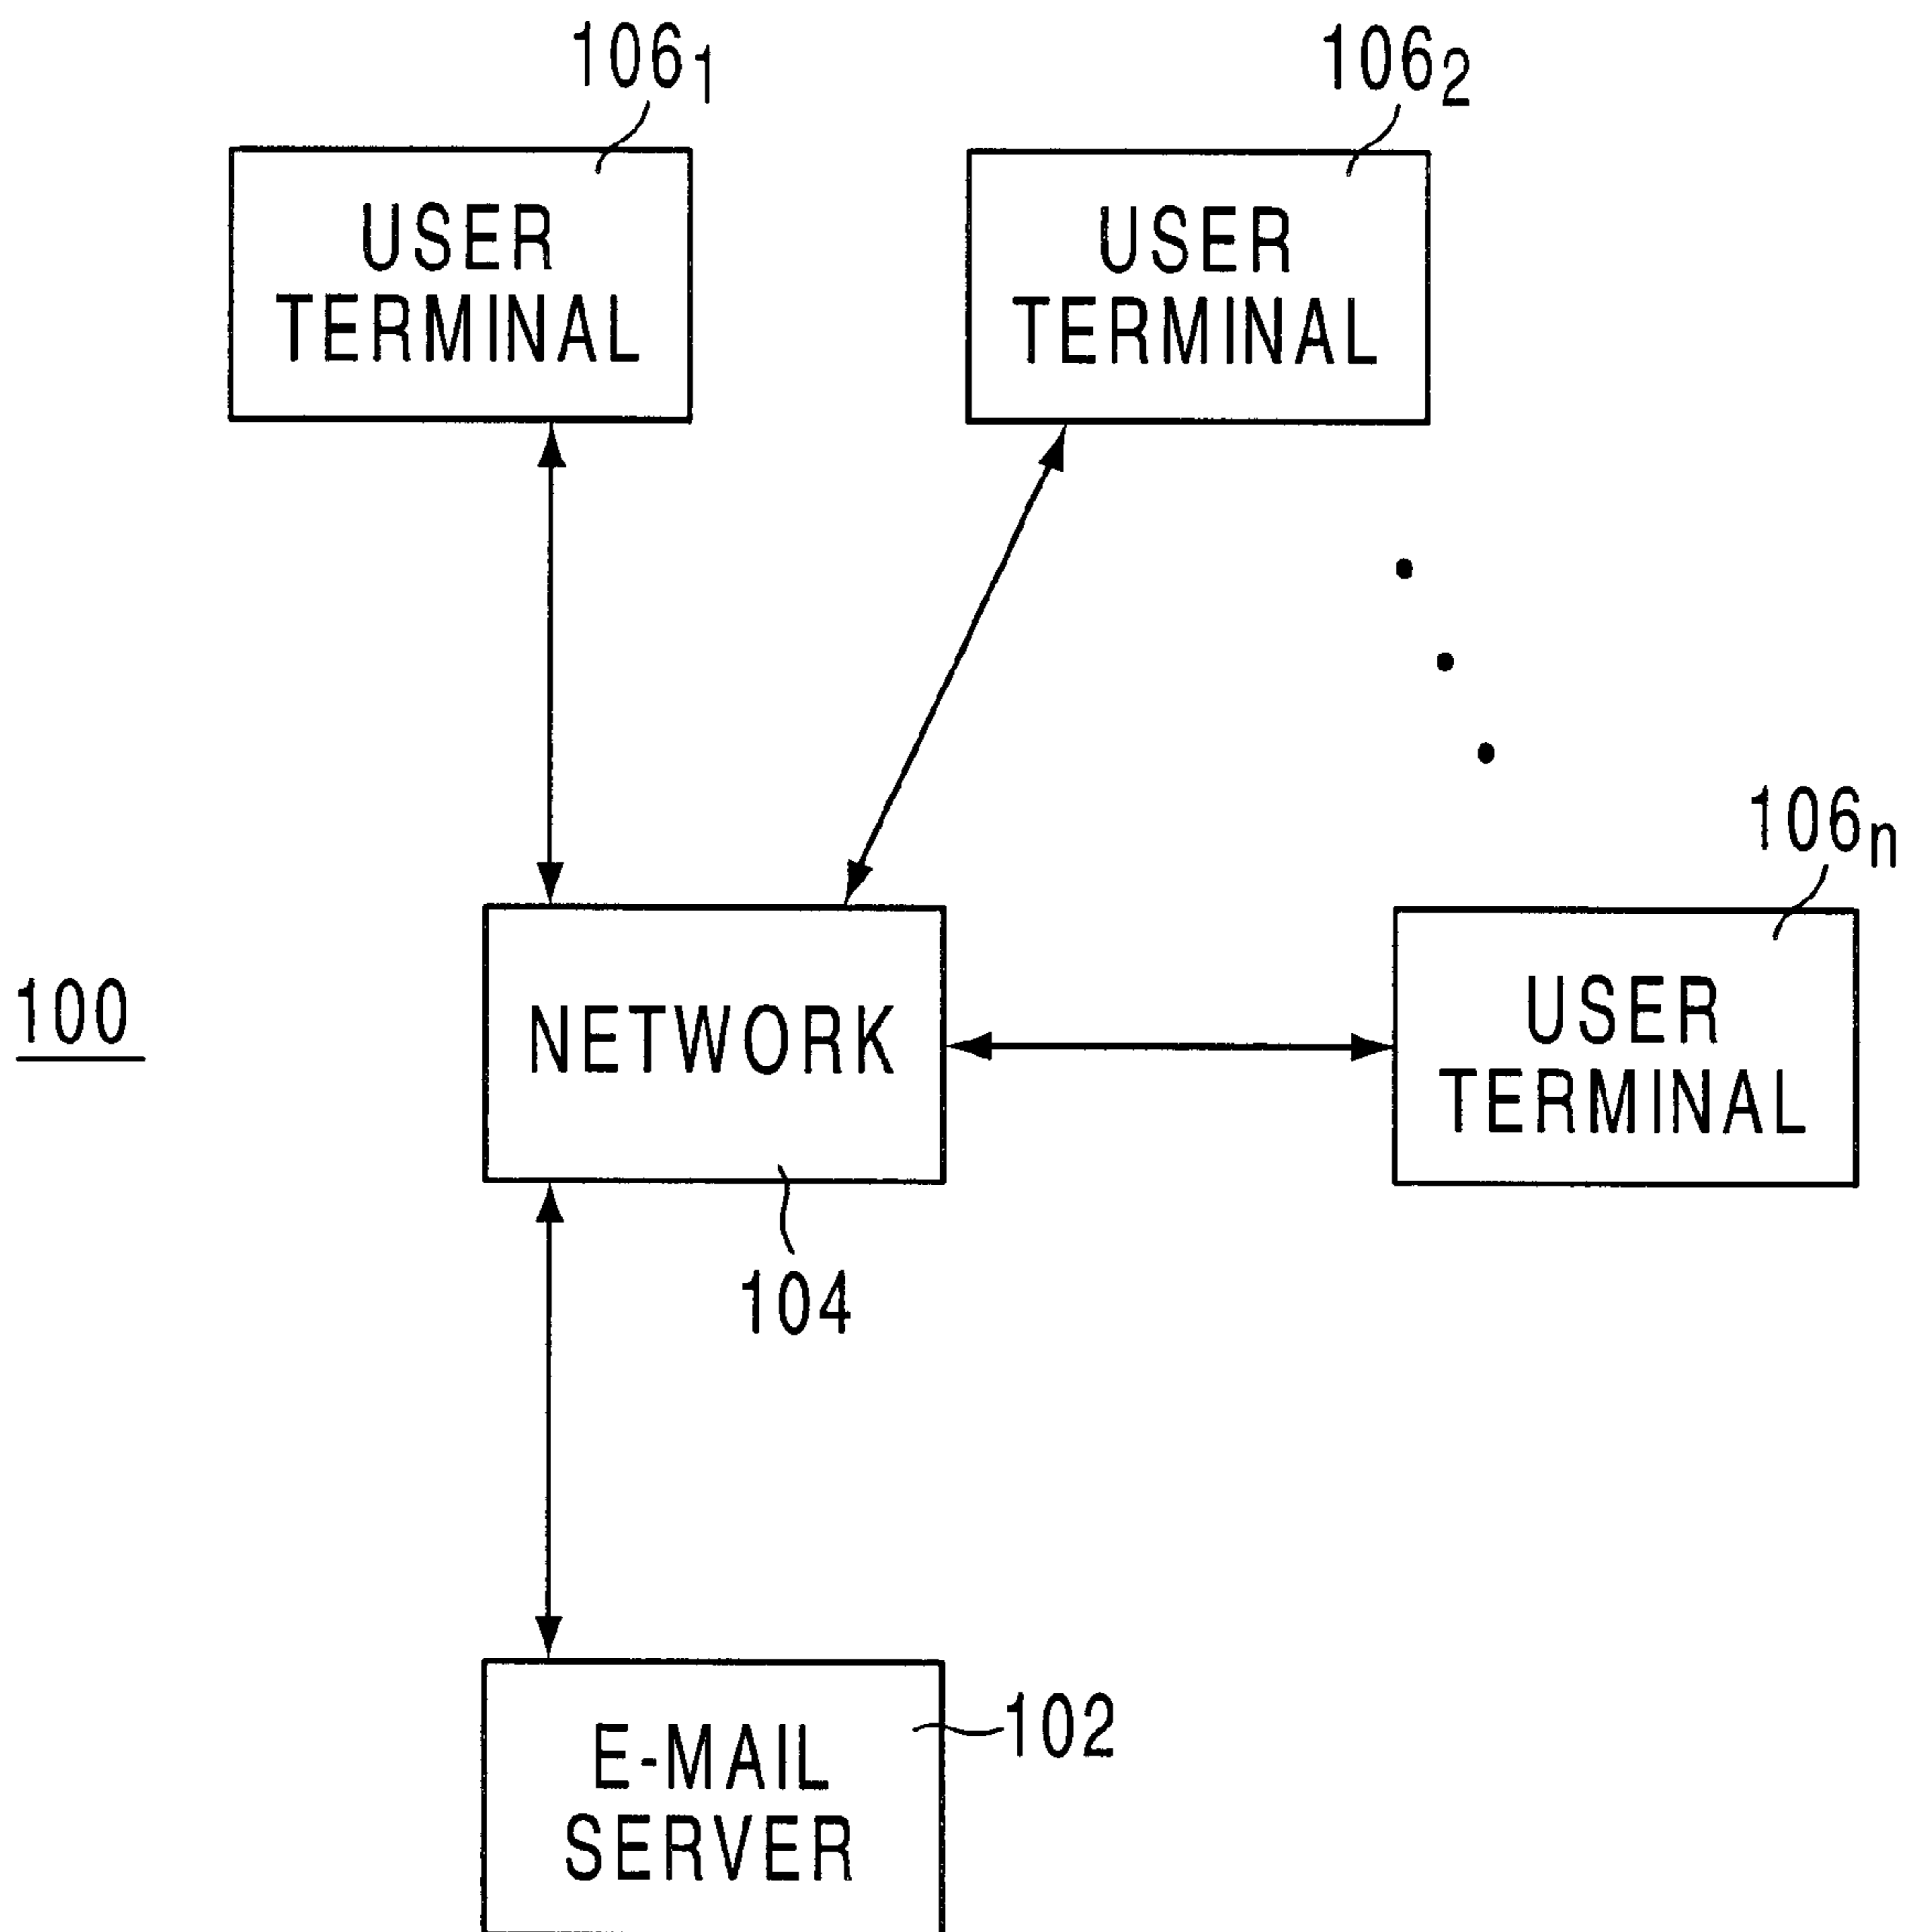 106₁
106₂
USER
TERMINAL
USER
TERMINAL
106ₙ
100
NETWORK
USER
TERMINAL
104
102
E-MAIL
SERVER